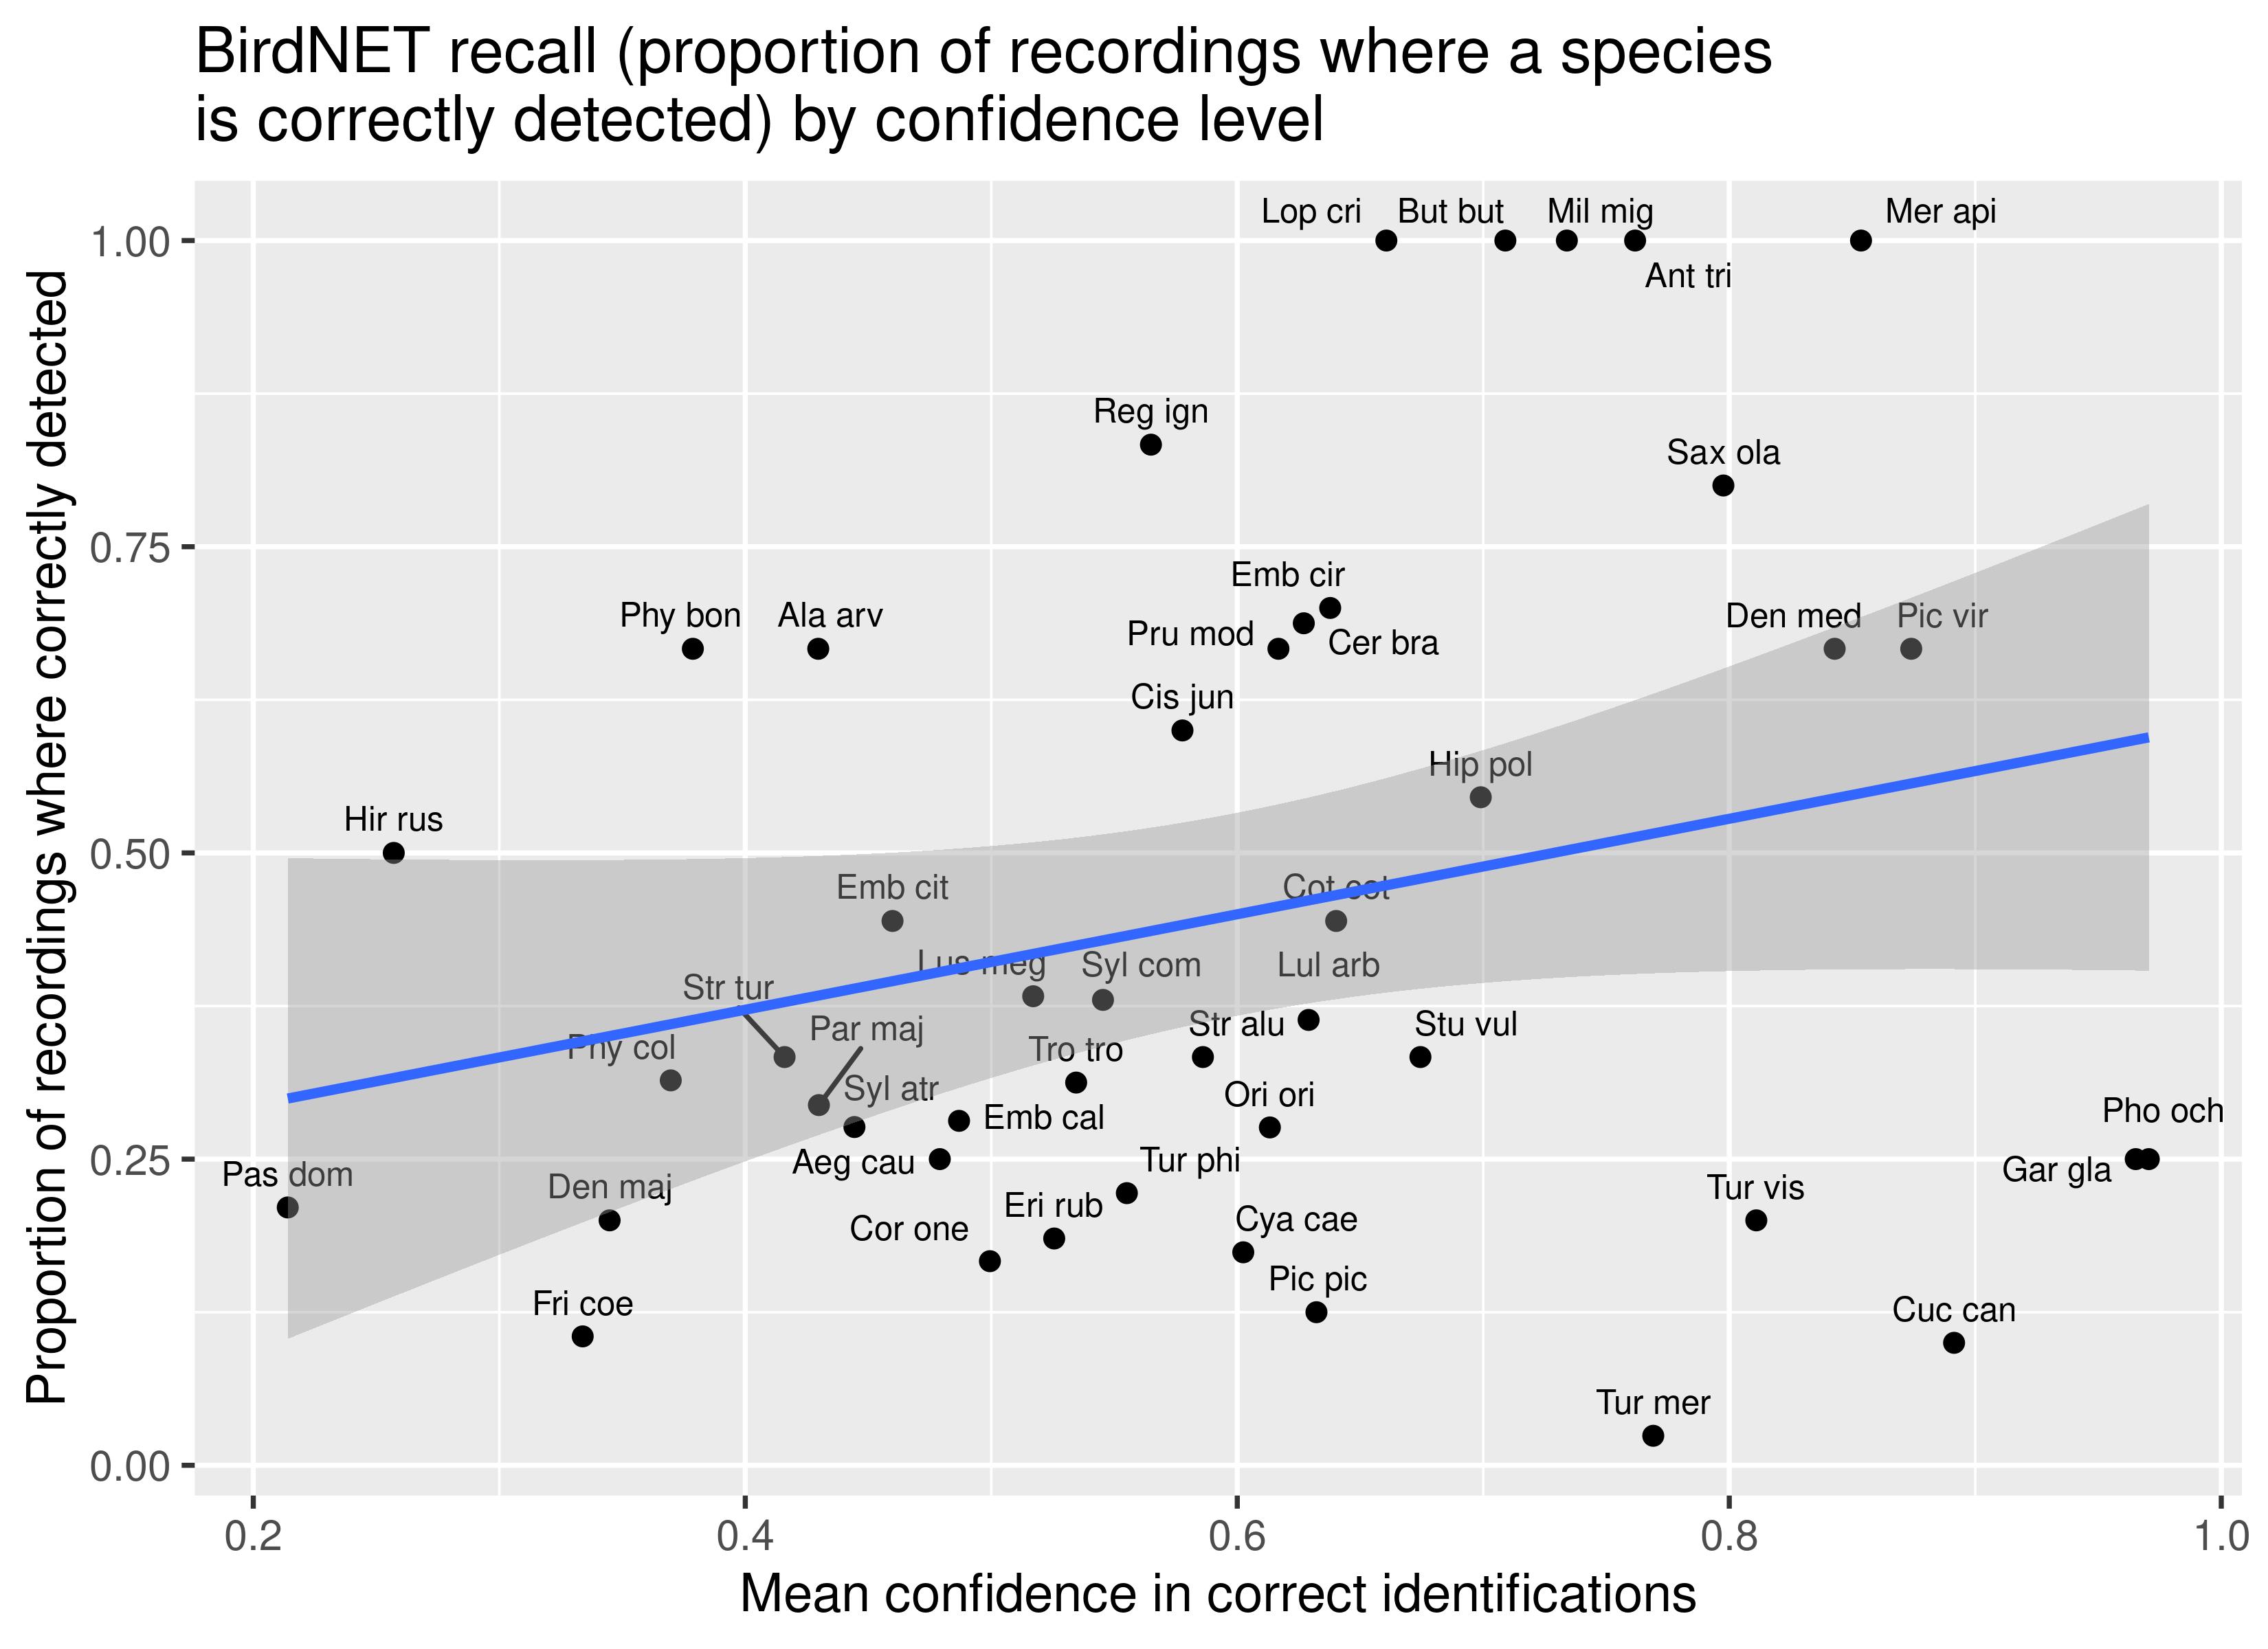 BirdNET recall (proportion of recordings where a species
is correctly detected) by confidence level
Proportion of recordings where correctly detected
1.00
0.75
0.50
0.25
0.00
Lop cri
But but
Mil mig
Mer api
Ant tri
Reg ign
Sax ola
Emb cir
Phy bon
Ala arv
Pru mod
Cer bra
Den med
Pic vir
Cis jun
Hip pol
Hir rus
Emb cit
Cot cot
Lus meg
Syl com
Lul arb
Str tur
Par maj
Str alu
Stu vul
Phy col
Tro tro
Syl atr
Ori ori
Emb cal
Pho och
Aeg cau
Tur phi
Gar gla
Pas dom
Den maj
Tur vis
Cor one
Eri rub
Cya cae
Pic pic
Fri coe
Cuc can
Tur mer
0.2
0.4
0.6
0.8
1.0
Mean confidence in correct identifications